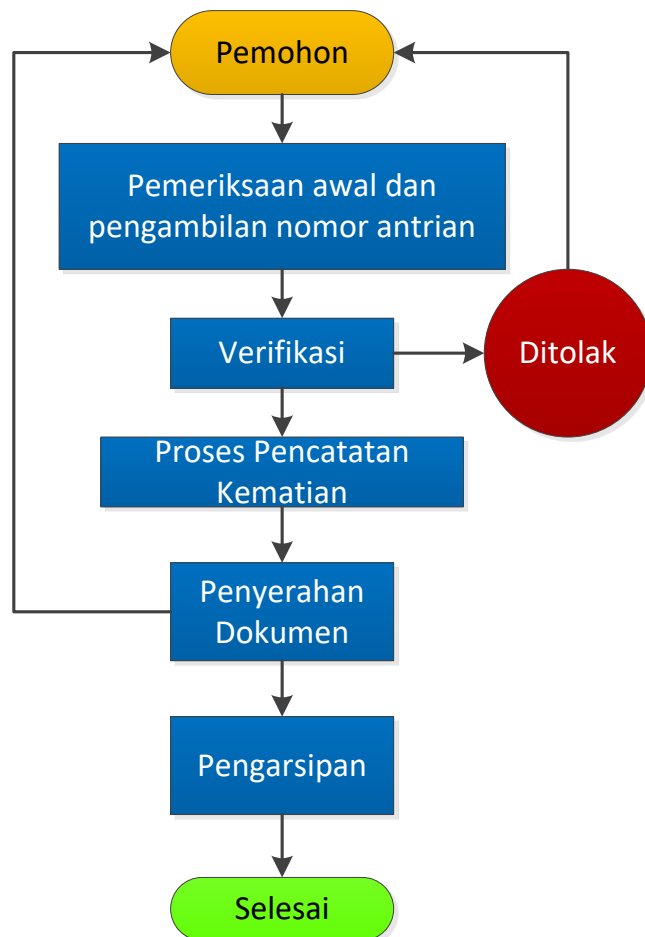 Pemohon
Pemeriksaan awal dan
pengambilan nomor antrian
Verifikasi
Ditolak
Proses Pencatatan
Kematian
Penyerahan
Dokumen
Pengarsipan
Selesai